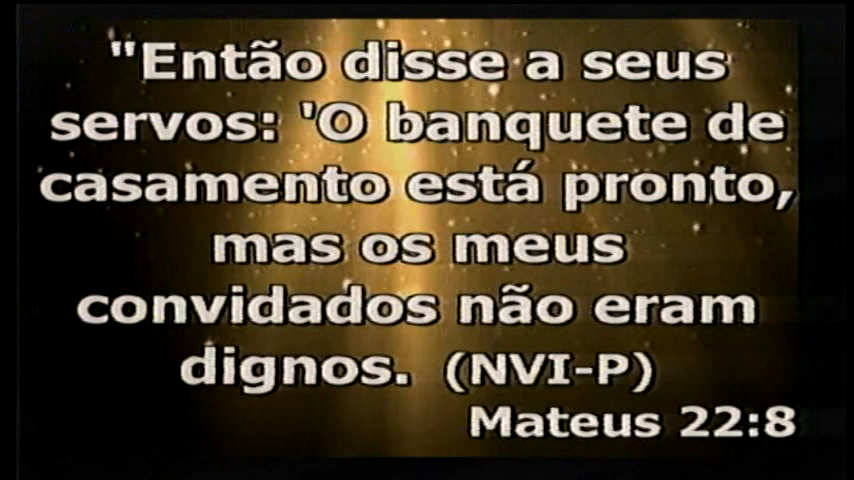 "Então disse a seus
servos: 'O banquete de
casamento está pronto,
mas os meus
convidados não eram
dignos. (NVI-P)
Mateus 22:8